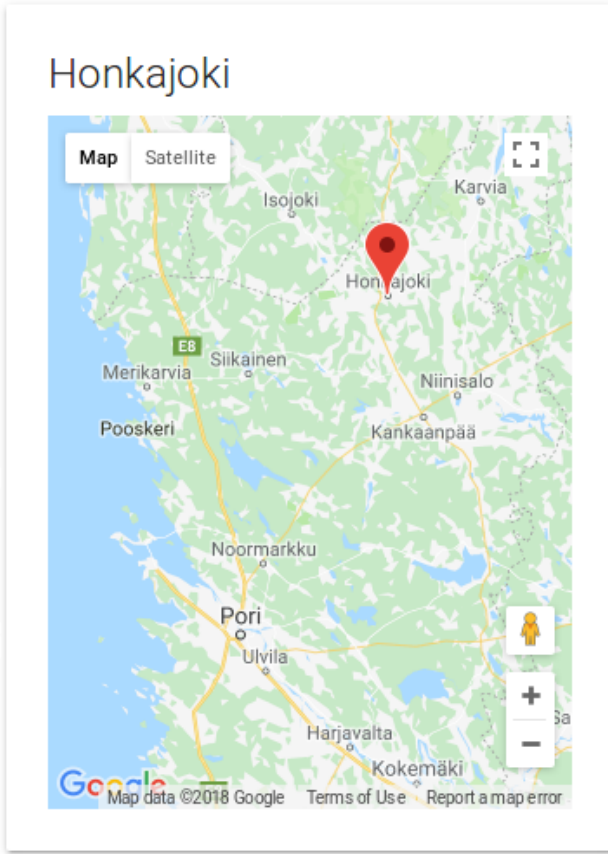 Honkajoki
Map Satellite
Karvia
Isojoki
Honkajoki
E8
Siikainen
Merikarvia
Niinisalo
Pooskeri
Kankaanpää
Noormarkku
Pori
Ulvila
Sa
Harjavalta
Kokemäki
Google
Map data ©2018 Google Terms of Use Report a map error